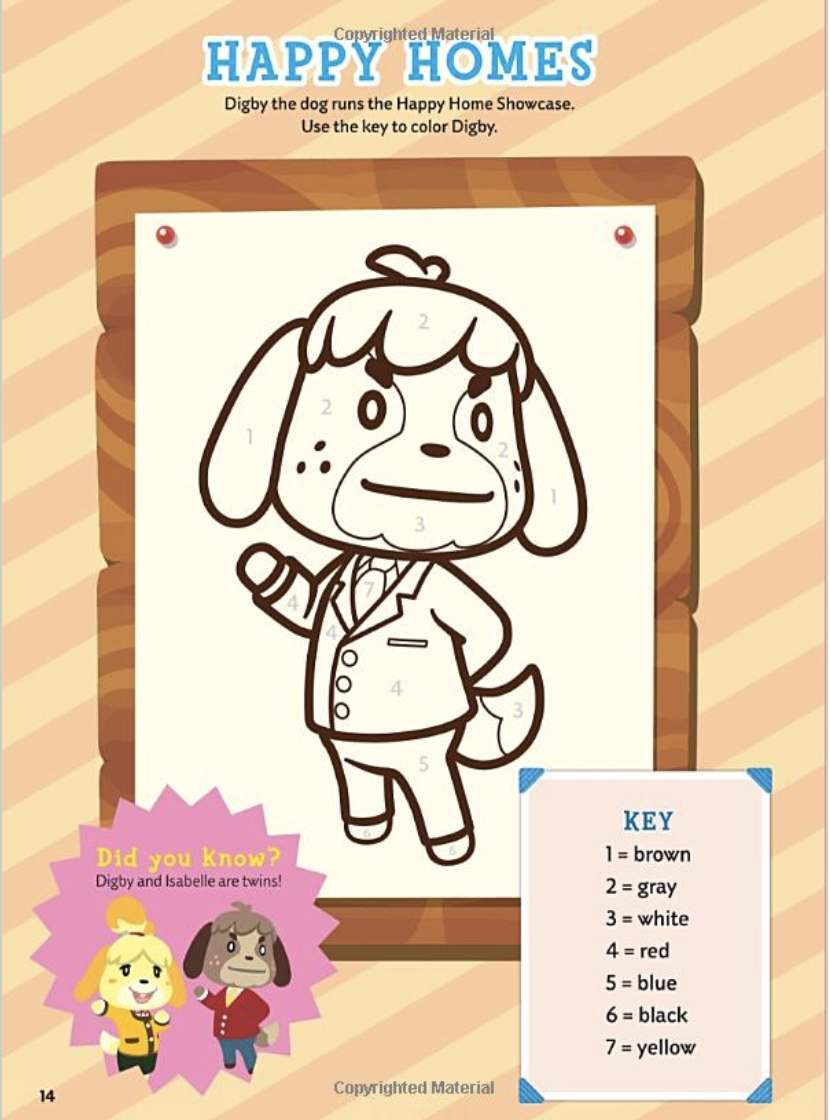 Copyrighted Material
HAPPY HOMES
Digby the dog runs the Happy Home Showcase.
Use the key to color Digby.
2
2
1
2
1
3
7
4
4
4
3
5
6
6
KEY
1 = brown
2 = gray
3 = white
4 = red
5 = blue
6 = black
7 = yellow
Did you know?
Digby and Isabelle are twins!
14
Copyrighted Material